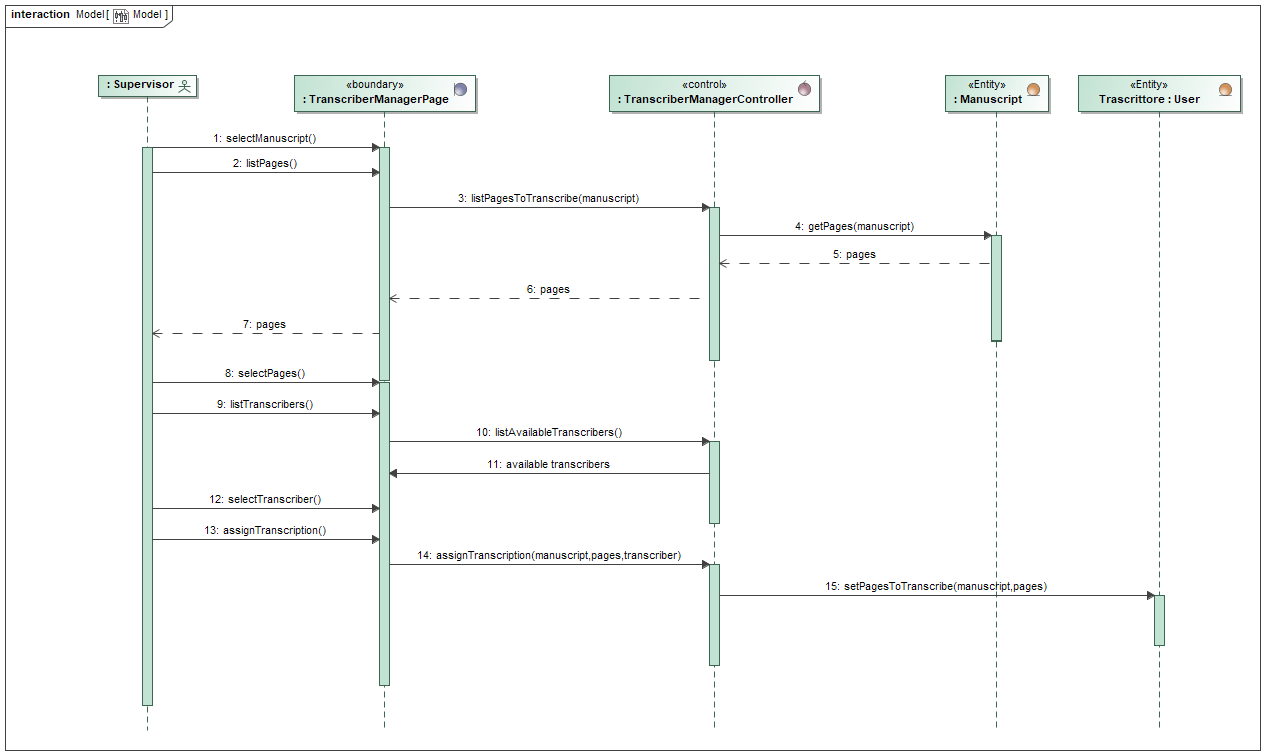 interaction Model[ Model ]
: Supervisor
«boundary»
: TranscriberManagerPage
«control»
: TranscriberManagerController
«Entity»
: Manuscript
«Entity»
Trascrittore : User
1: selectManuscript()
2: listPages()
3: listPagesToTranscribe(manuscript)
4: getPages(manuscript)
5: pages
6: pages
7: pages
8: selectPages()
9: listTranscribers()
10: listAvailableTranscribers()
11: available transcribers
12: selectTranscriber()
13: assignTranscription()
14: assignTranscription(manuscript,pages,transcriber)
15: setPagesToTranscribe(manuscript,pages)